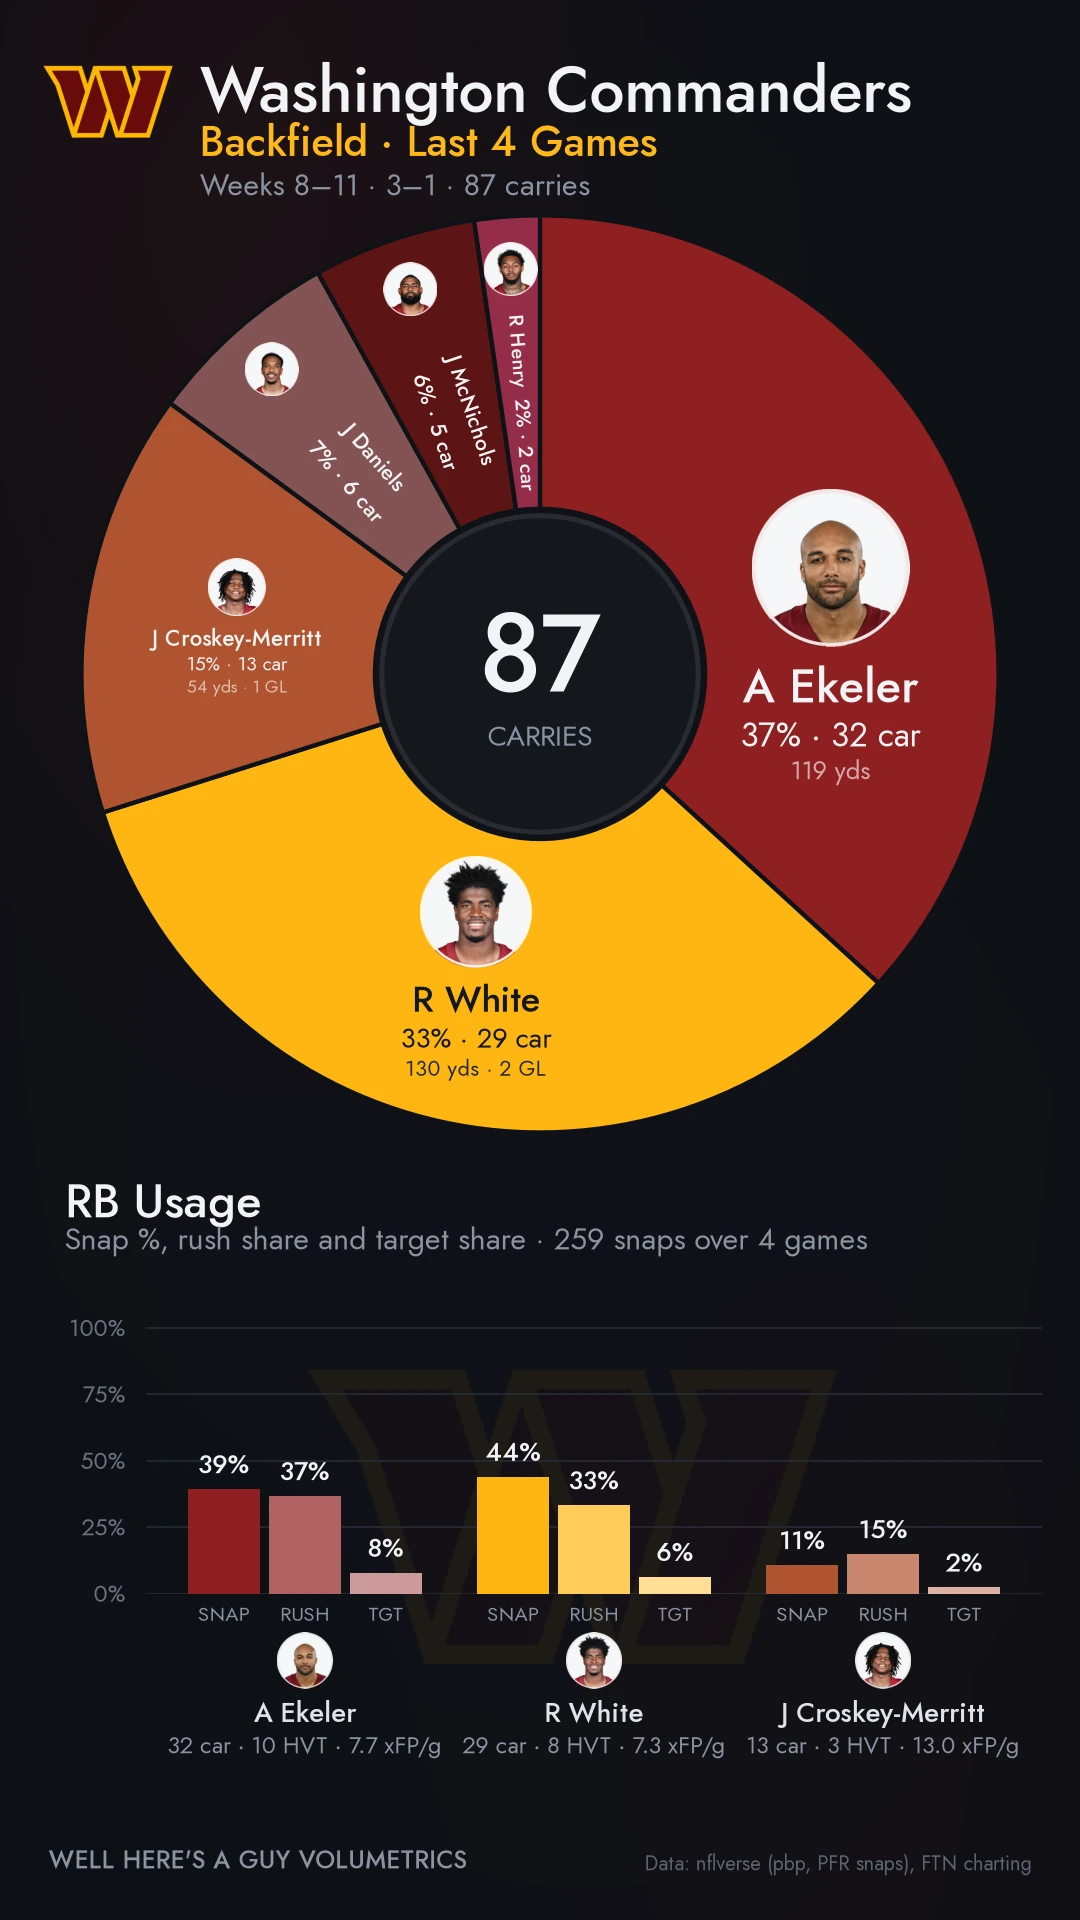 Washington Commanders
Backfield · Last 4 Games
Weeks 8–11 · 3–1 · 87 carries
R Henry 2% · 2 car
J McNichols
6% · 5 car
J Daniels
7% · 6 car
J Croskey-Merritt
15% · 13 car
54 yds · 1 GL
87
CARRIES
A Ekeler
37% · 32 car
119 yds
R White
33% · 29 car
130 yds · 2 GL
RB Usage
Snap %, rush share and target share · 259 snaps over 4 games
100%
75%
50%
25%
0%
39% 37% 8%
44% 33% 6%
11% 15% 2%
SNAP RUSH TGT SNAP RUSH TGT SNAP RUSH TGT
A Ekeler R White J Croskey-Merritt
32 car · 10 HVT · 7.7 xFP/g 29 car · 8 HVT · 7.3 xFP/g 13 car · 3 HVT · 13.0 xFP/g
WELL HERE'S A GUY VOLUMETRICS
Data: nflverse (pbp, PFR snaps), FTN charting